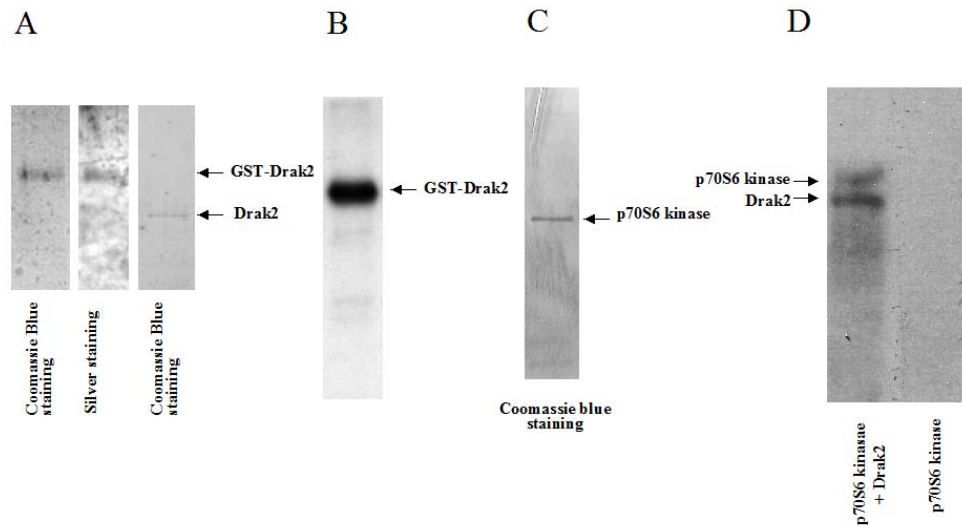 A
B
C
D
GST-Drak2
Drak2
Coomassie Blue
staining
Silver staining
Coomassie Blue
staining
GST-Drak2
p70S6 kinase
Coomassie blue
staining
p70S6 kinase
Drak2
p70S6 kinasae
+ Drak2
p70S6 kinase